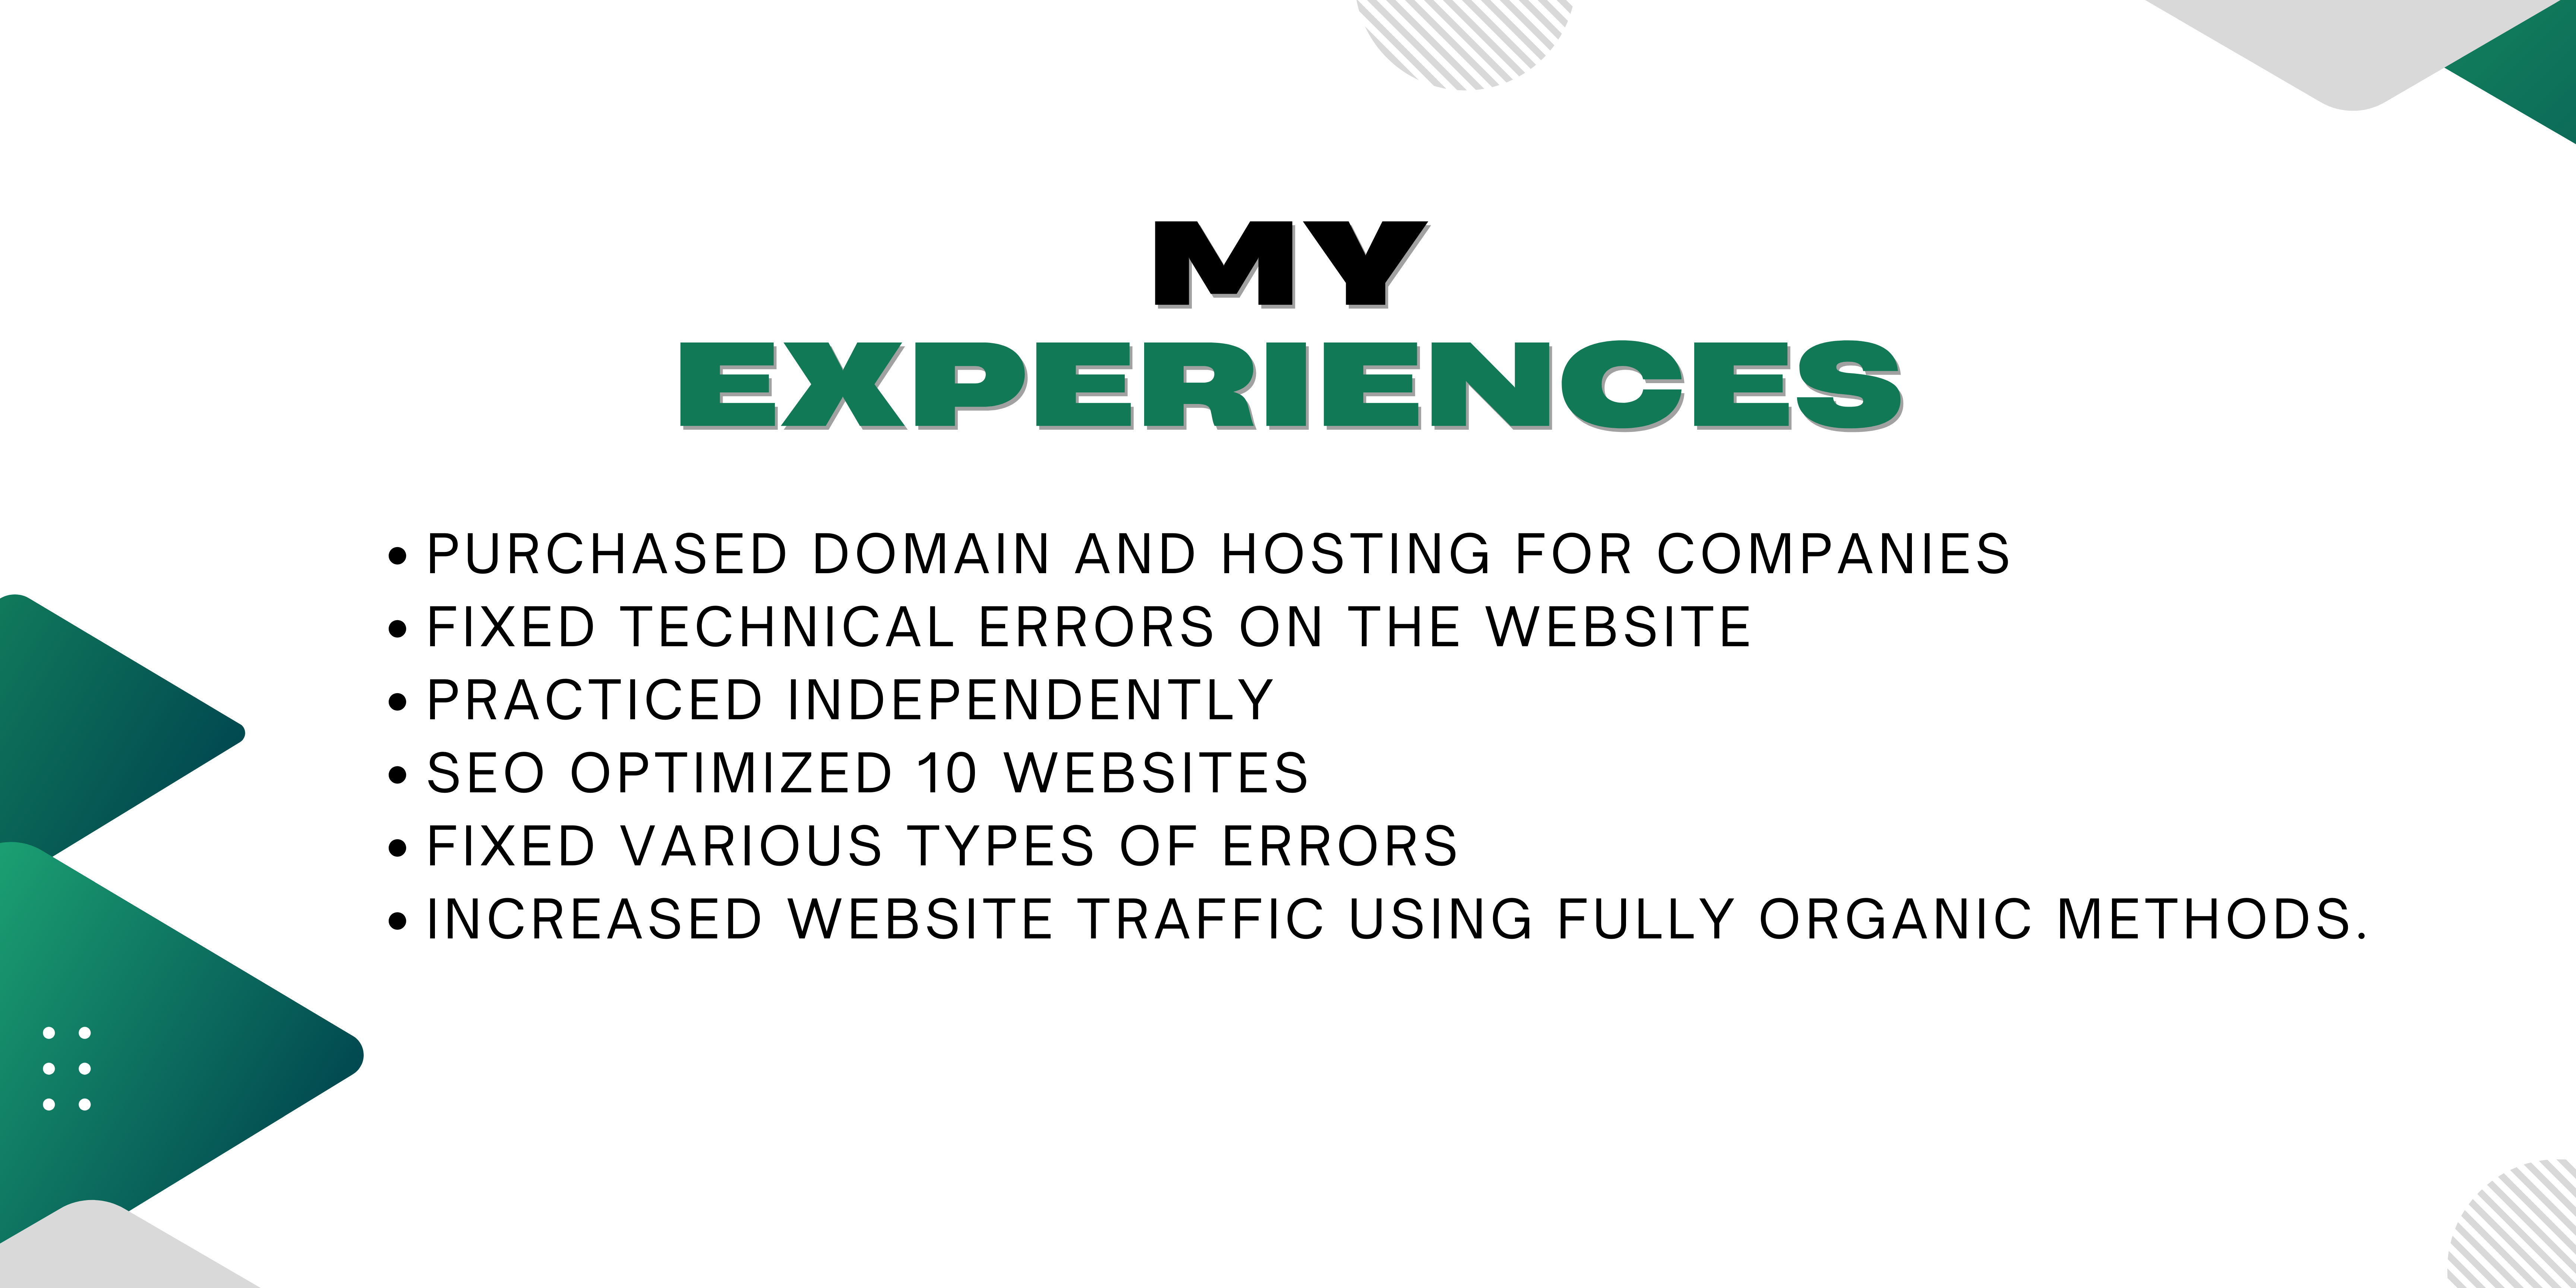 MY
EXPERIENCES
• PURCHASED DOMAIN AND HOSTING FOR COMPANIES
• FIXED TECHNICAL ERRORS ON THE WEBSITE
• PRACTICED INDEPENDENTLY
• SEO OPTIMIZED 10 WEBSITES
• FIXED VARIOUS TYPES OF ERRORS
• INCREASED WEBSITE TRAFFIC USING FULLY ORGANIC METHODS.